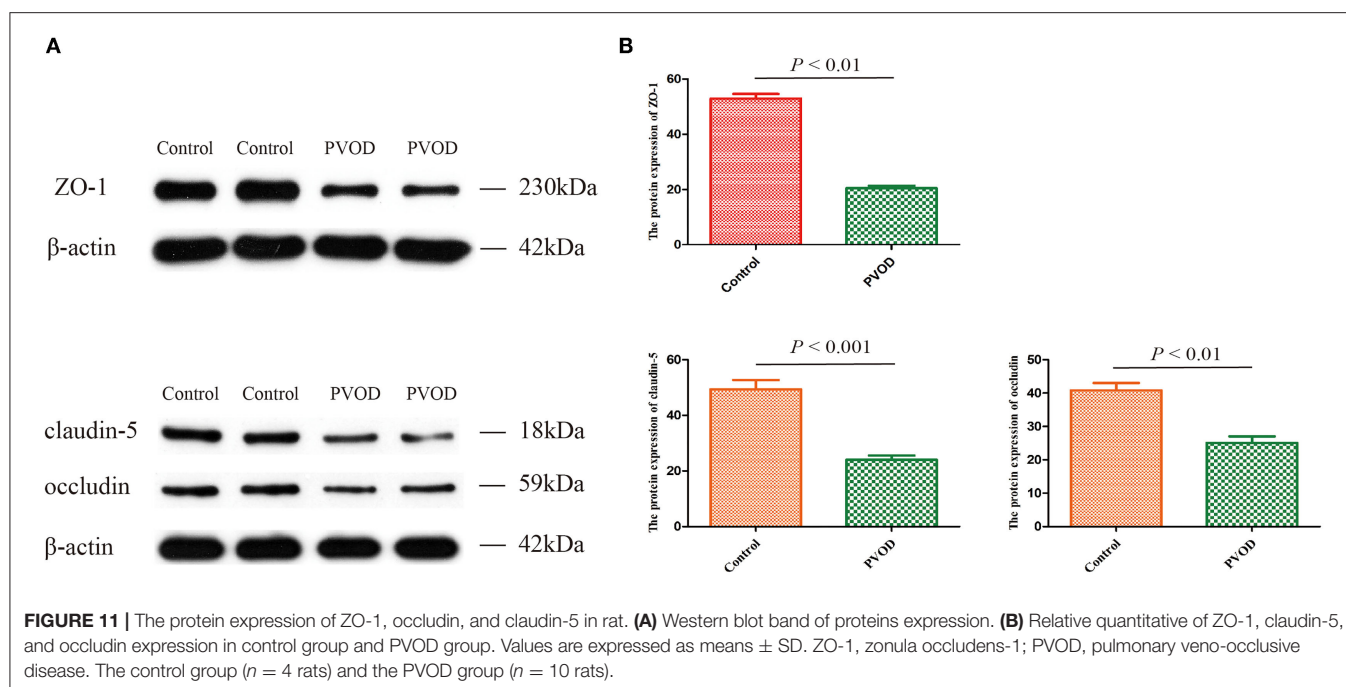 A
Control Control PVOD PVOD
ZO-1 — 230kDa
β-actin — 42kDa
Control Control PVOD PVOD
claudin-5 — 18kDa
occludin — 59kDa
β-actin — 42kDa
B
P < 0.01
The protein expression of ZO-1
60
40
20
0
Control PVOD
P < 0.001
The protein expression of claudin-5
60
40
20
0
Control PVOD
P < 0.01
The protein expression of occludin
50
40
30
20
10
0
Control PVOD
FIGURE 11 | The protein expression of ZO-1, occludin, and claudin-5 in rat. (A) Western blot band of proteins expression. (B) Relative quantitative of ZO-1, claudin-5,
and occludin expression in control group and PVOD group. Values are expressed as means ± SD. ZO-1, zonula occludens-1; PVOD, pulmonary veno-occlusive
disease. The control group (n = 4 rats) and the PVOD group (n = 10 rats).